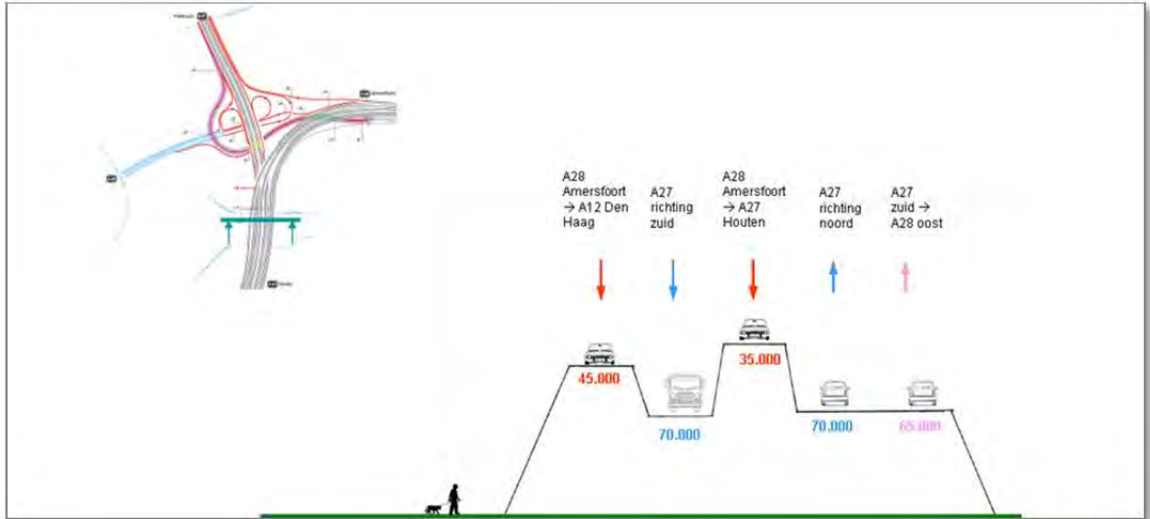 A28
Amersfoort
→ A12 Den
Haag
A27
richting
zuid
A28
Amersfoort
→ A27
Houten
A27
richting
noord
A27
zuid →
A28 oost
45.000
70.000
35.000
70.000
65.000